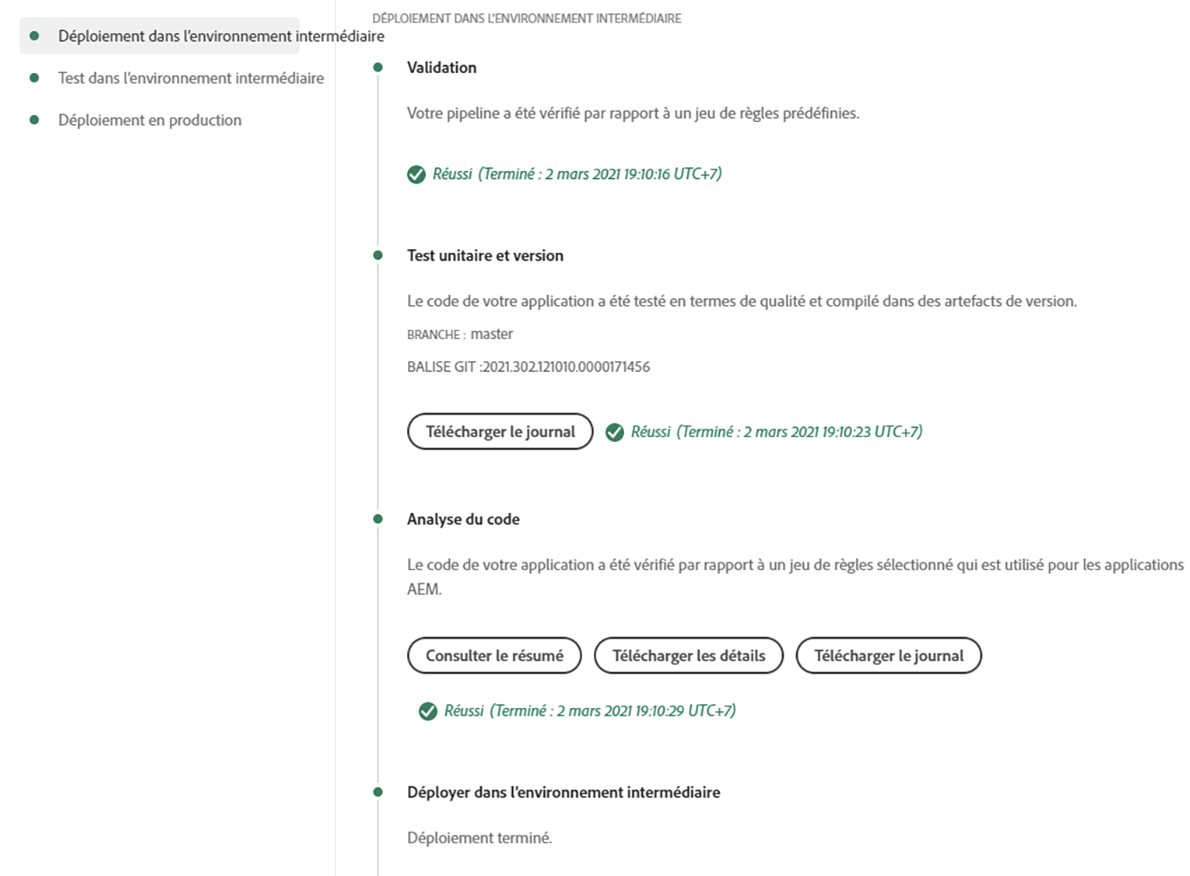 Déploiement dans l’environnement intermédiaire
Test dans l’environnement intermédiaire
Déploiement en production
DÉPLOIEMENT DANS L’ENVIRONNEMENT INTERMÉDIAIRE
Validation
Votre pipeline a été vérifié par rapport à un jeu de règles prédéfinies.
Réussi (Terminé : 2 mars 2021 19:10:16 UTC+7)
Test unitaire et version
Le code de votre application a été testé en termes de qualité et compilé dans des artefacts de version.
BRANCHE : master
BALISE GIT :2021.302.121010.0000171456
Télécharger le journal Réussi (Terminé : 2 mars 2021 19:10:23 UTC+7)
Analyse du code
Le code de votre application a été vérifié par rapport à un jeu de règles sélectionné qui est utilisé pour les applications
AEM.
Consulter le résumé Télécharger les détails Télécharger le journal
Réussi (Terminé : 2 mars 2021 19:10:29 UTC+7)
Déployer dans l’environnement intermédiaire
Déploiement terminé.